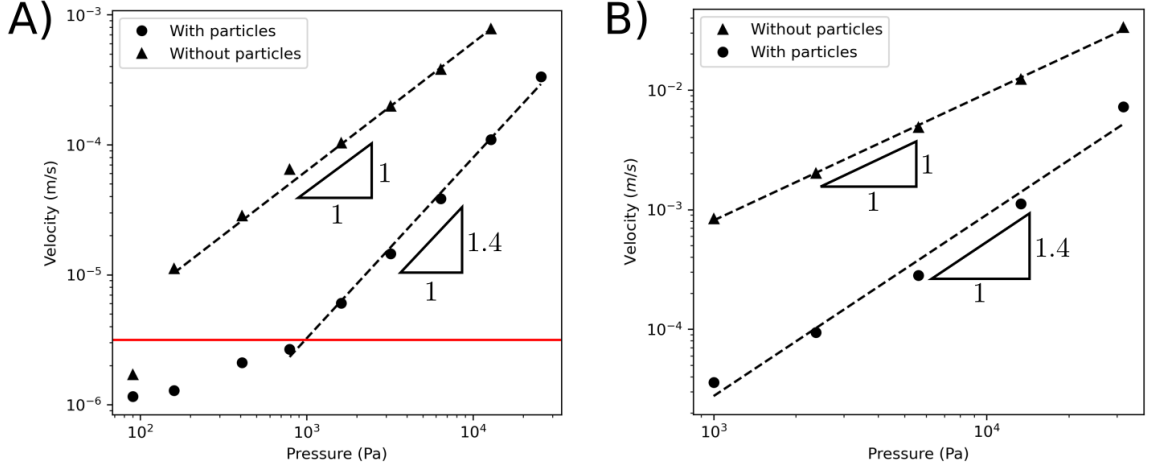 A)
With particles
Without particles
Velocity (m/s)
10⁻³
10⁻⁴
10⁻⁵
10⁻⁶
1
1
1.4
1
10²
10³
10⁴
Pressure (Pa)
B)
Without particles
With particles
Velocity (m/s)
10⁻²
10⁻³
10⁻⁴
1
1
1.4
1
10³
10⁴
Pressure (Pa)